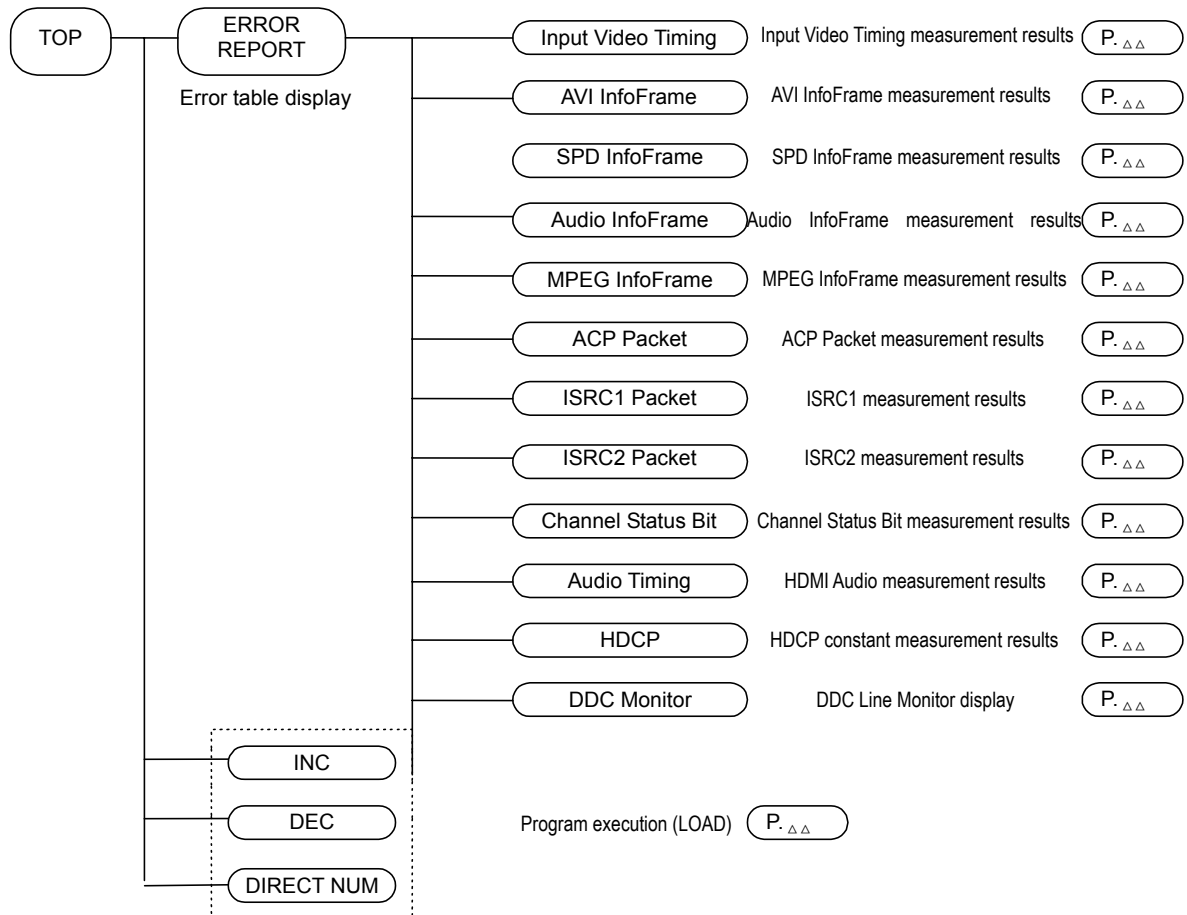 TOP
ERROR
REPORT
Error table display
Input Video Timing Input Video Timing measurement results P. △△
AVI InfoFrame AVI InfoFrame measurement results P. △△
SPD InfoFrame SPD InfoFrame measurement results P. △△
Audio InfoFrame Audio InfoFrame measurement results P. △△
MPEG InfoFrame MPEG InfoFrame measurement results P. △△
ACP Packet ACP Packet measurement results P. △△
ISRC1 Packet ISRC1 measurement results P. △△
ISRC2 Packet ISRC2 measurement results P. △△
Channel Status Bit Channel Status Bit measurement results P. △△
Audio Timing HDMI Audio measurement results P. △△
HDCP HDCP constant measurement results P. △△
DDC Monitor DDC Line Monitor display P. △△
INC
DEC Program execution (LOAD) P. △△
DIRECT NUM